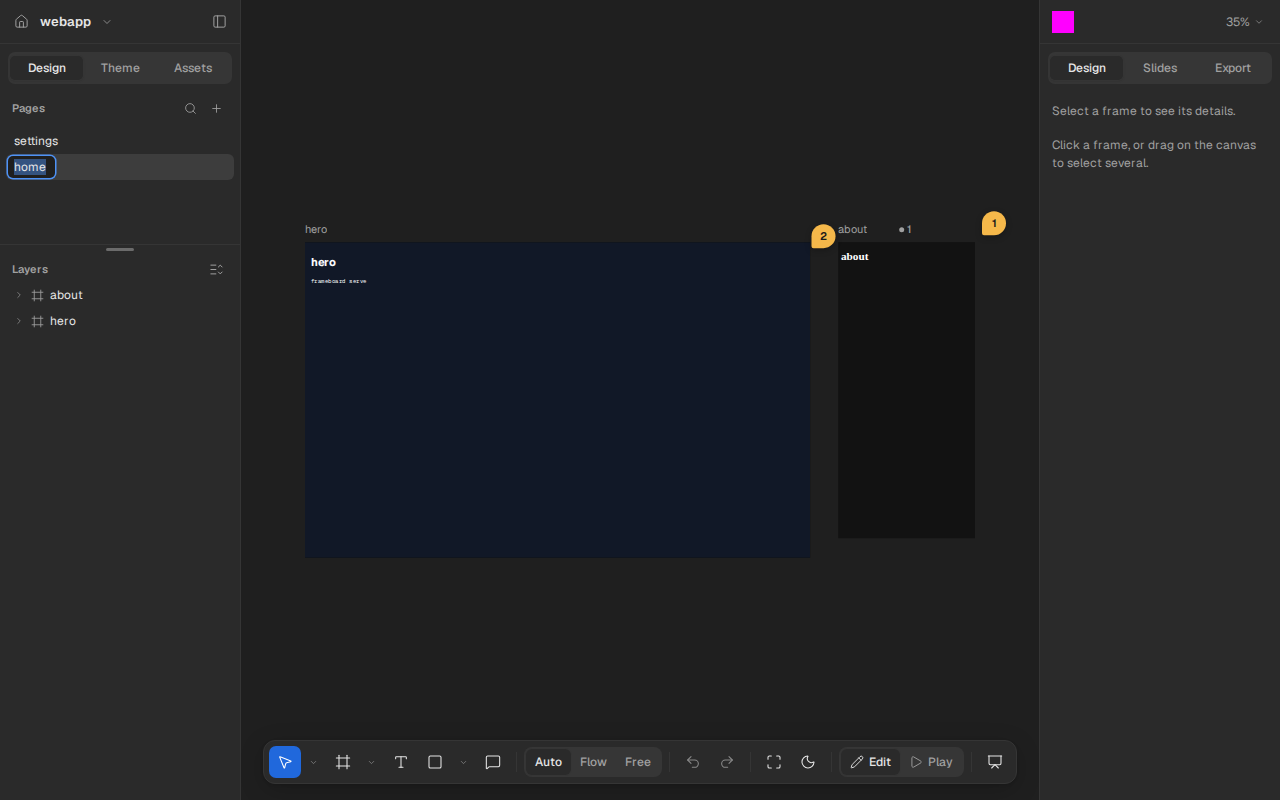 webapp
Design Theme Assets
Pages
settings
home
Layers
about
hero
hero
2
about
1
1
hero
frameboard serve
about
Auto Flow Free
Edit Play
35%
Design Slides Export
Select a frame to see its details.
Click a frame, or drag on the canvas
to select several.